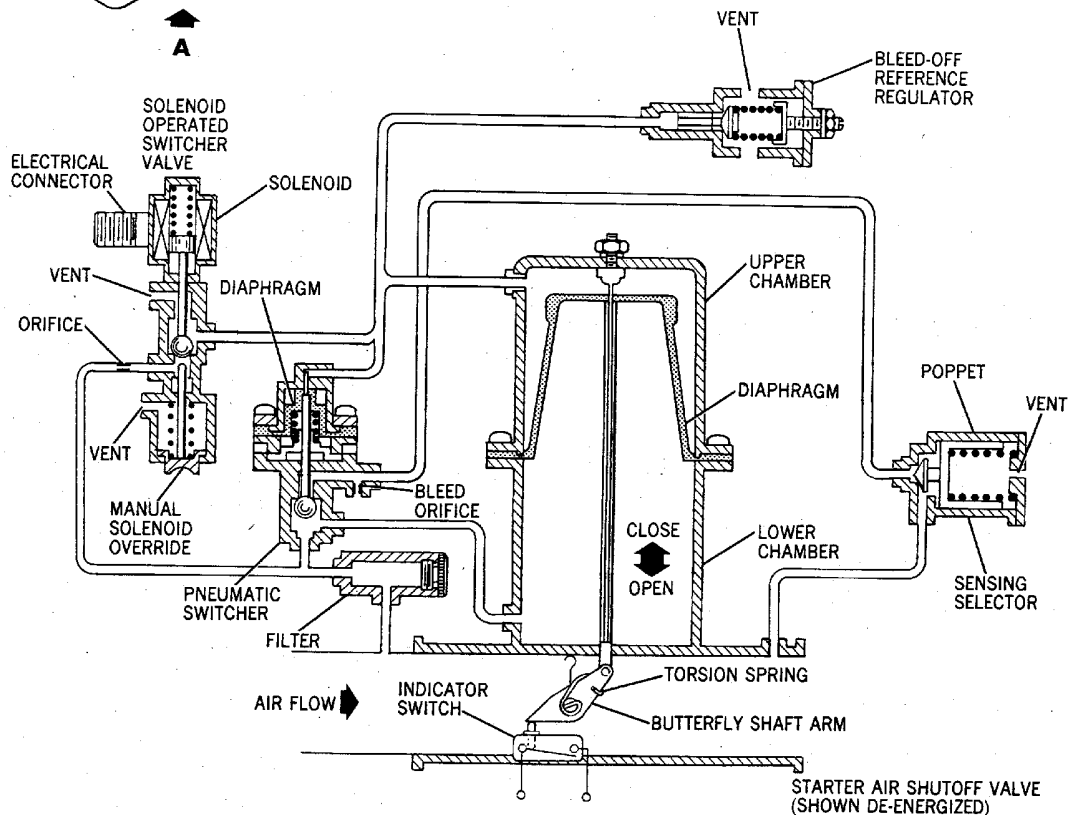 A
VENT
BLEED-OFF
REFERENCE
REGULATOR
SOLENOID
OPERATED
SWITCHER
VALVE
ELECTRICAL
CONNECTOR
SOLENOID
VENT
DIAPHRAGM
UPPER
CHAMBER
ORIFICE
DIAPHRAGM
POPPET
VENT
VENT
MANUAL
SOLENOID
OVERRIDE
BLEED
ORIFICE
CLOSE
OPEN
LOWER
CHAMBER
PNEUMATIC
SWITCHER
FILTER
SENSING
SELECTOR
TORSION SPRING
AIR FLOW
INDICATOR
SWITCH
BUTTERFLY SHAFT ARM
STARTER AIR SHUTOFF VALVE
(SHOWN DE-ENERGIZED)